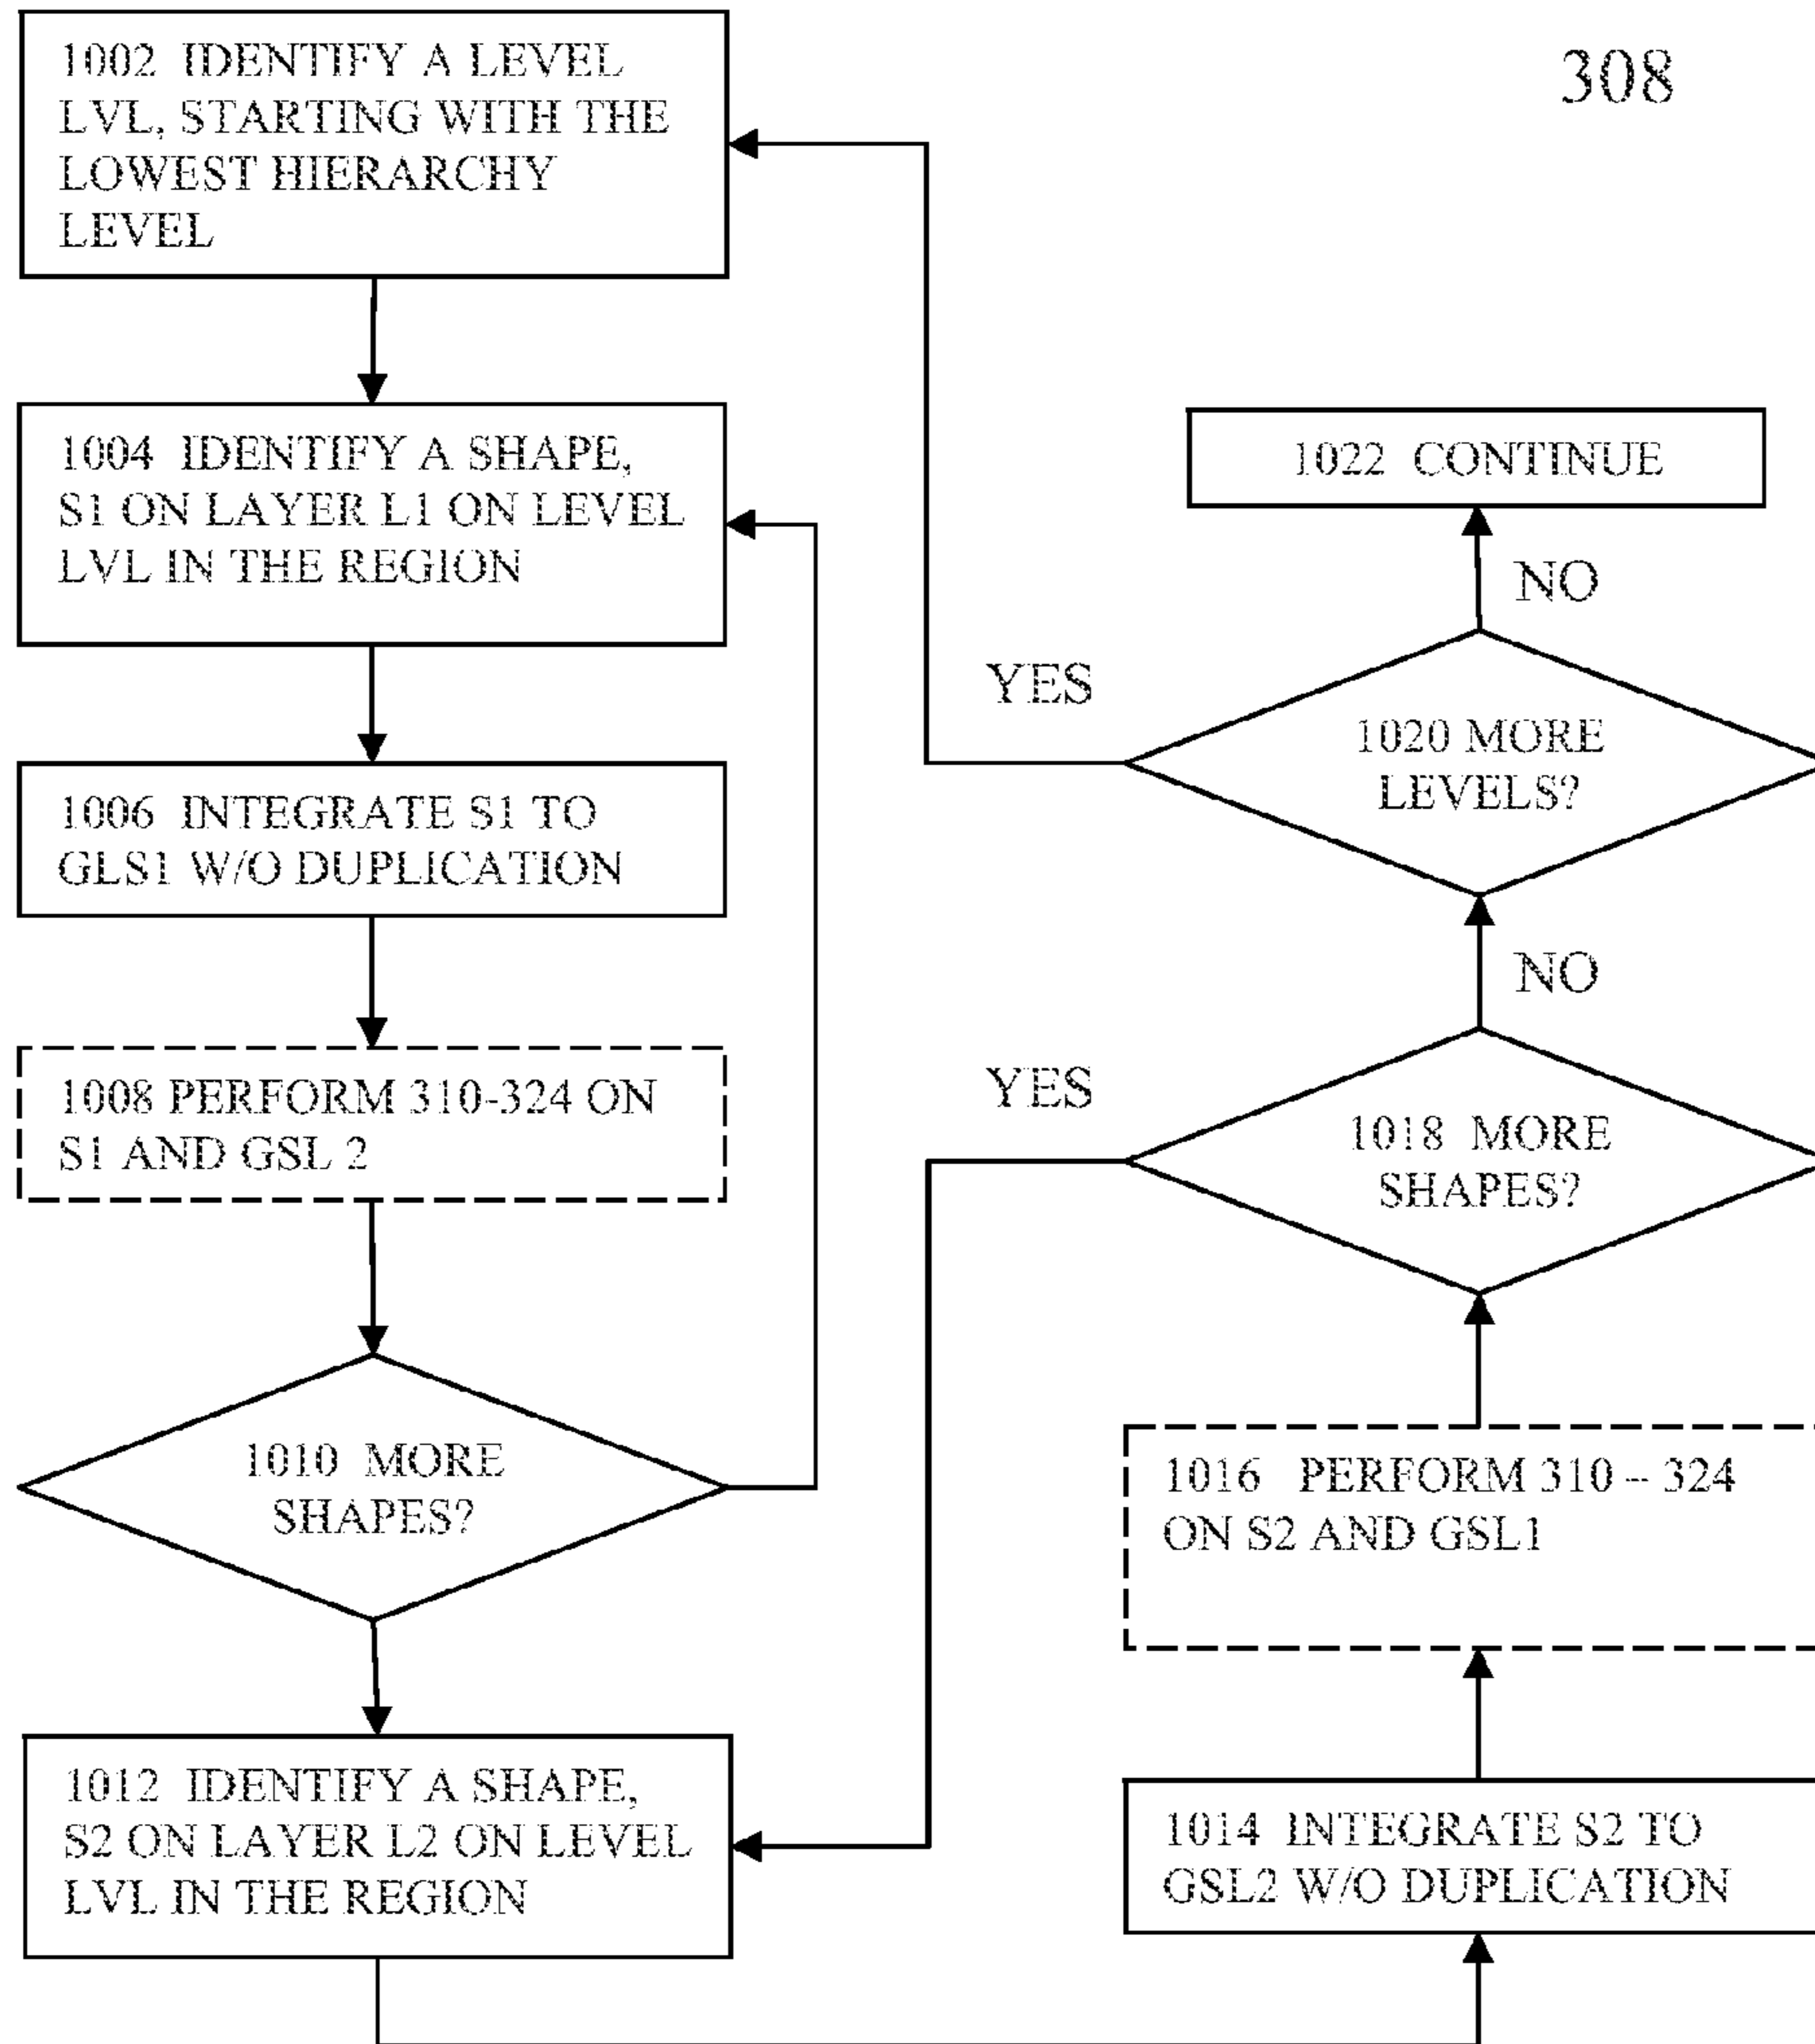 308
1002 IDENTIFY A LEVEL
LVL, STARTING WITH THE
LOWEST HIERARCHY
LEVEL
1004 IDENTIFY A SHAPE,
S1 ON LAYER L1 ON LEVEL
LVL IN THE REGION
1006 INTEGRATE S1 TO
GLS1 W/O DUPLICATION
1008 PERFORM 310-324 ON
S1 AND GSL 2
1010 MORE
SHAPES?
1012 IDENTIFY A SHAPE,
S2 ON LAYER L2 ON LEVEL
LVL IN THE REGION
1014 INTEGRATE S2 TO
GSL2 W/O DUPLICATION
1016 PERFORM 310 – 324
ON S2 AND GSL1
1018 MORE
SHAPES?
YES
NO
1020 MORE
LEVELS?
YES
NO
1022 CONTINUE